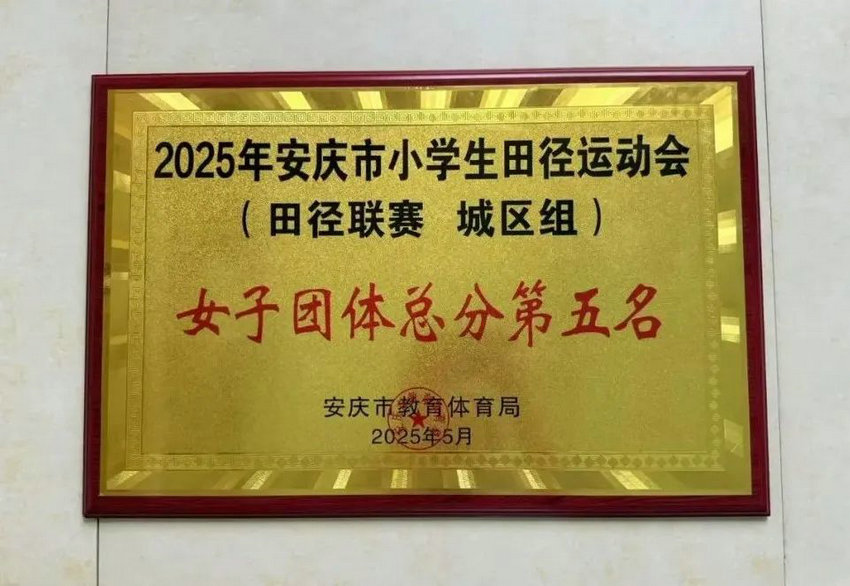 2025年安庆市小学生田径运动会
（田径联赛 城区组）
女子团体总分第五名
安庆市教育体育局
2025年5月